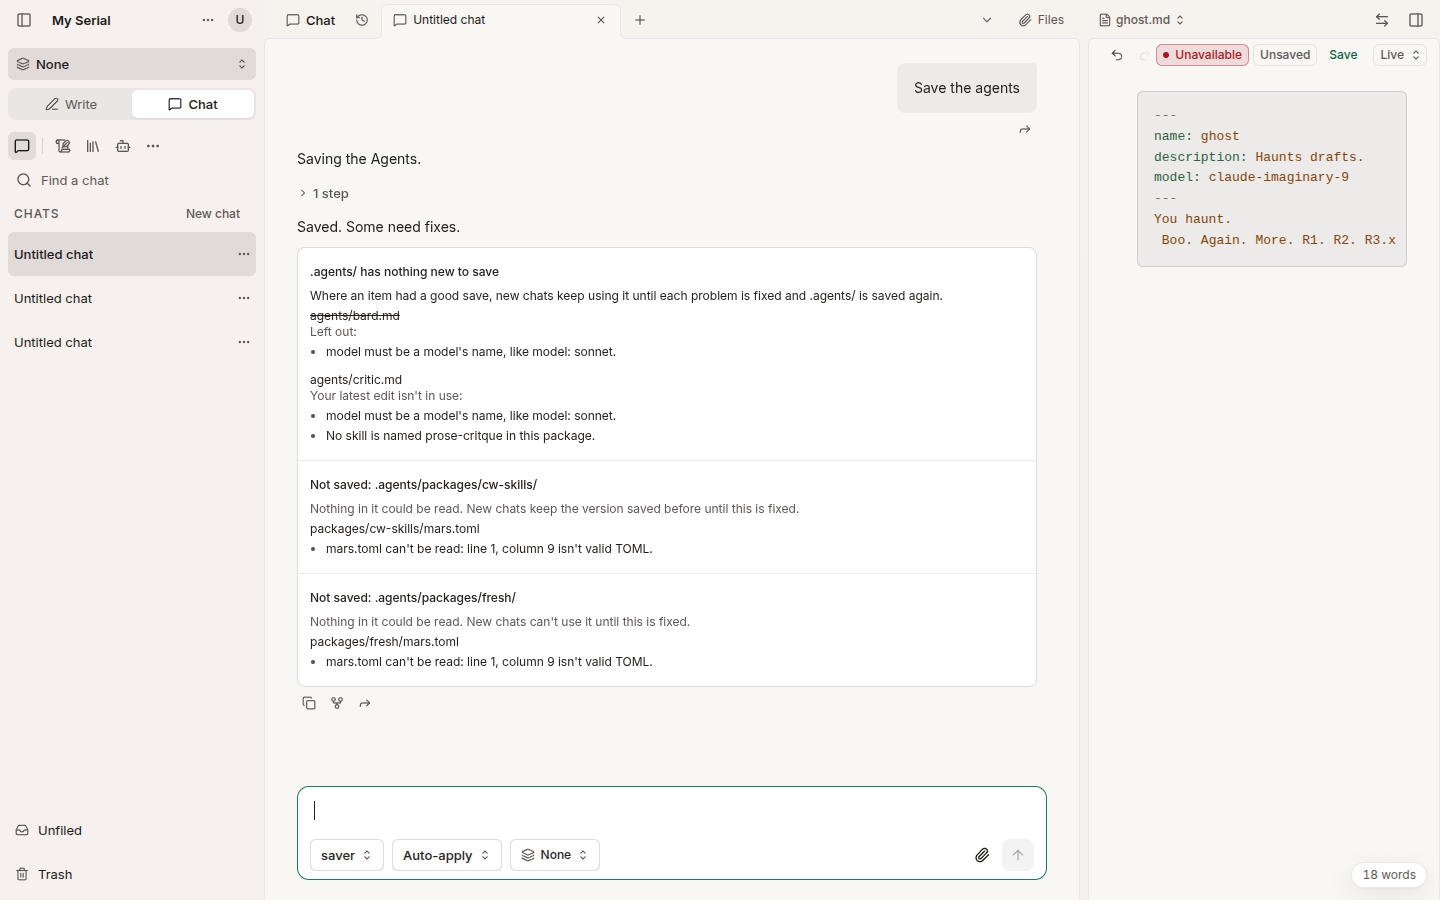 My Serial
U
None
Write
Chat
Find a chat
CHATS
New chat
Untitled chat
Untitled chat
Untitled chat
Unfiled
Trash
Chat
Untitled chat
Files
Save the agents
Saving the Agents.
1 step
Saved. Some need fixes.
.agents/ has nothing new to save
Where an item had a good save, new chats keep using it until each problem is fixed and .agents/ is saved again.
agents/bard.md
Left out:
• model must be a model's name, like model: sonnet.
agents/critic.md
Your latest edit isn't in use:
• model must be a model's name, like model: sonnet.
• No skill is named prose-critque in this package.
Not saved: .agents/packages/cw-skills/
Nothing in it could be read. New chats keep the version saved before until this is fixed.
packages/cw-skills/mars.toml
• mars.toml can't be read: line 1, column 9 isn't valid TOML.
Not saved: .agents/packages/fresh/
Nothing in it could be read. New chats can't use it until this is fixed.
packages/fresh/mars.toml
• mars.toml can't be read: line 1, column 9 isn't valid TOML.
saver
Auto-apply
None
ghost.md
Unavailable
Unsaved
Save
Live
---
name: ghost
description: Haunts drafts.
model: claude-imaginary-9
---
You haunt.
Boo. Again. More. R1. R2. R3.x
18 words